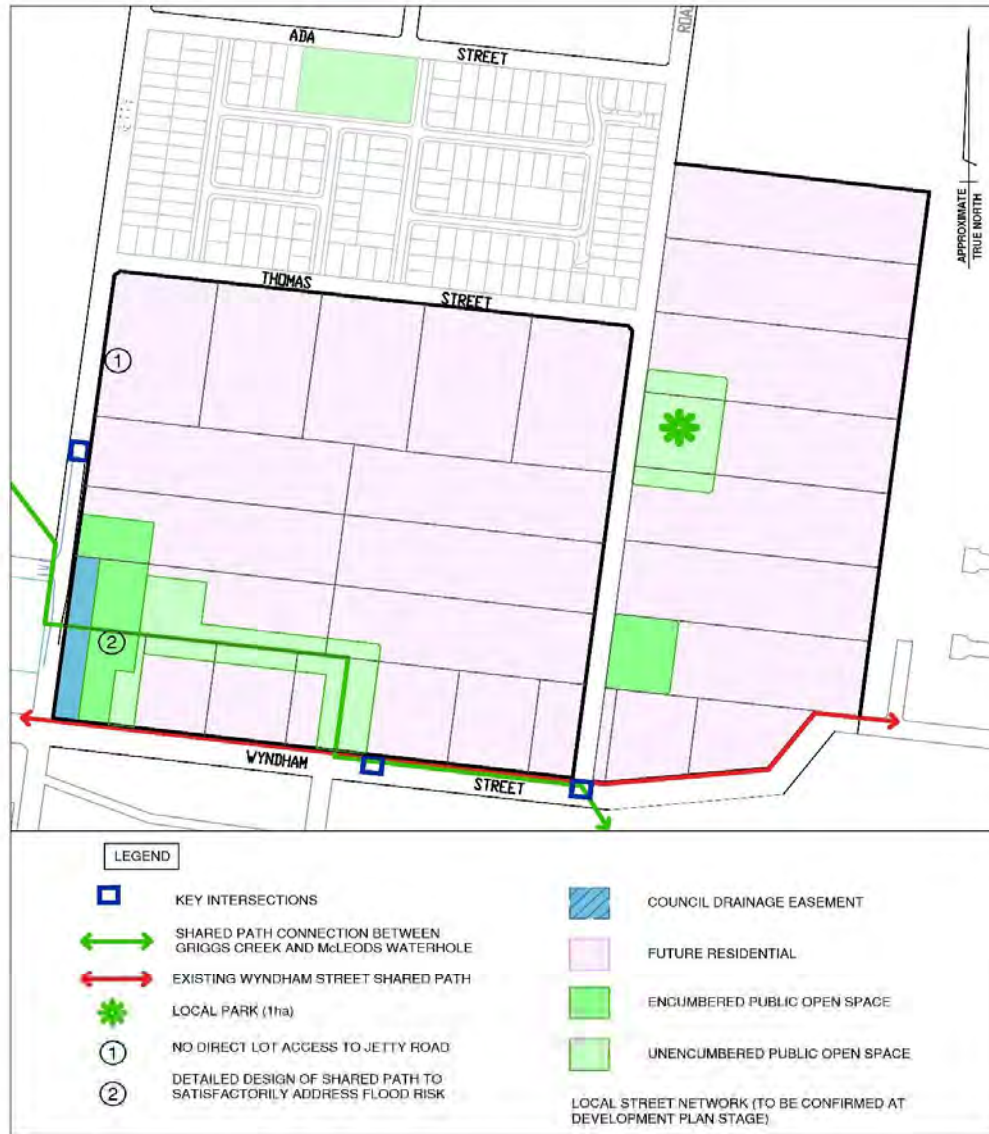 ADA
STREET
ROAD
APPROXIMATE
TRUE NORTH
THOMAS
STREET
1
2
WYNDHAM
STREET
LEGEND
KEY INTERSECTIONS
SHARED PATH CONNECTION BETWEEN
GRIGGS CREEK AND McLEODS WATERHOLE
EXISTING WYNDHAM STREET SHARED PATH
LOCAL PARK (1ha)
1 NO DIRECT LOT ACCESS TO JETTY ROAD
2 DETAILED DESIGN OF SHARED PATH TO
SATISFACTORILY ADDRESS FLOOD RISK
COUNCIL DRAINAGE EASEMENT
FUTURE RESIDENTIAL
ENCUMBERED PUBLIC OPEN SPACE
UNENCUMBERED PUBLIC OPEN SPACE
LOCAL STREET NETWORK (TO BE CONFIRMED AT
DEVELOPMENT PLAN STAGE)